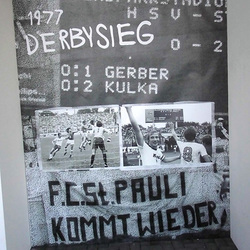 1977
DERBYSIEG
HSV-S
0-2
0:1 GERBER
0:2 KULKA
F.C.St. PAULI
KOMMT WIEDER